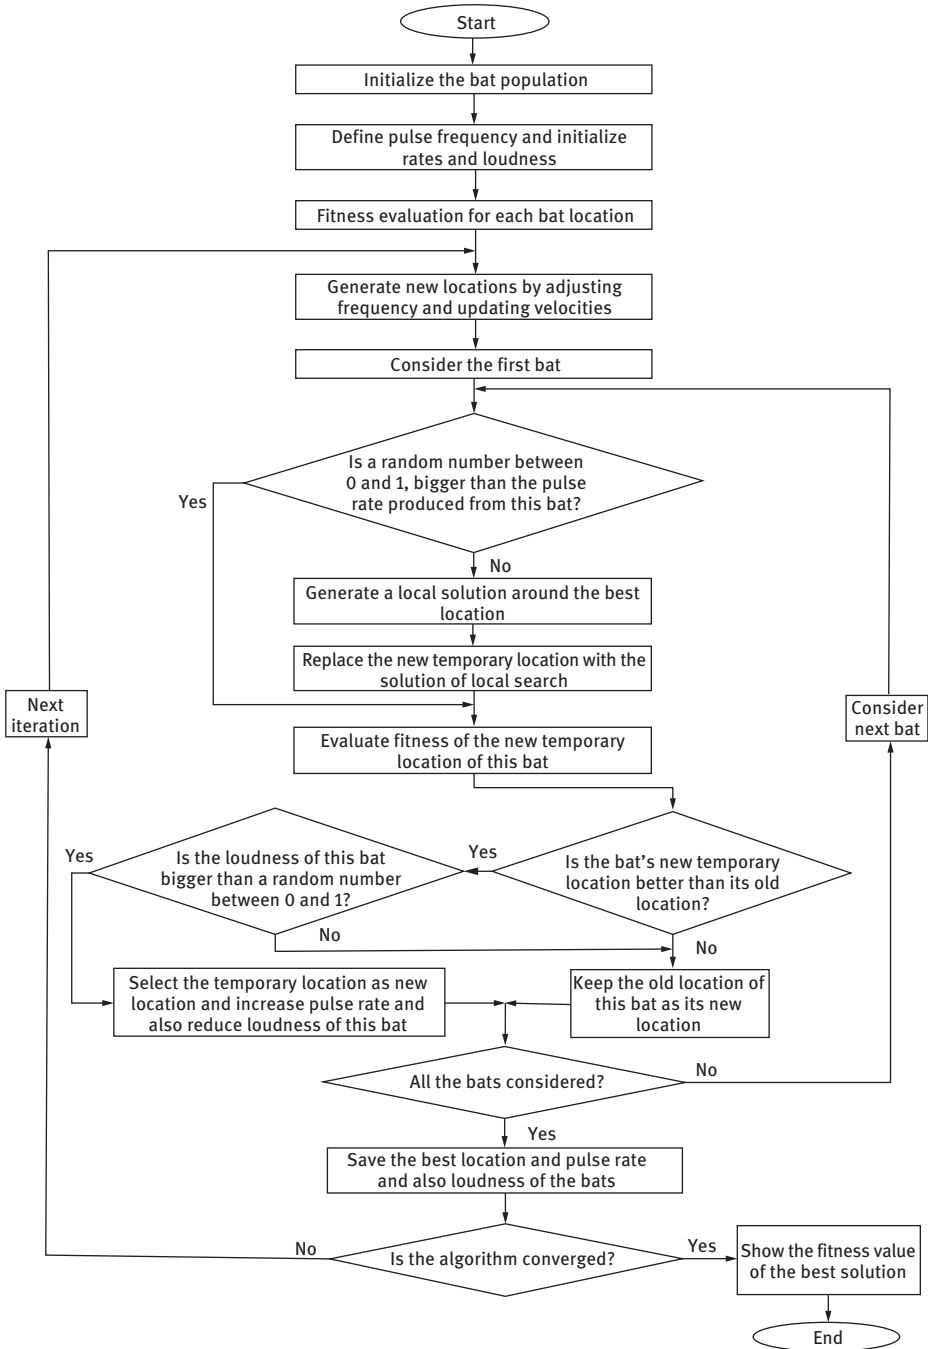 Start
Initialize the bat population
Define pulse frequency and initialize
rates and loudness
Fitness evaluation for each bat location
Generate new locations by adjusting
frequency and updating velocities
Consider the first bat
Is a random number between
0 and 1, bigger than the pulse
rate produced from this bat?
Yes
No
Generate a local solution around the best
location
Replace the new temporary location with the
solution of local search
Next
iteration
Consider
next bat
Evaluate fitness of the new temporary
location of this bat
Is the bat’s new temporary
location better than its old
location?
Yes
Is the loudness of this bat
bigger than a random number
between 0 and 1?
Yes
No
No
Select the temporary location as new
location and increase pulse rate and
also reduce loudness of this bat
Keep the old location of
this bat as its new
location
All the bats considered?
No
Yes
Save the best location and pulse rate
and also loudness of the bats
Is the algorithm converged?
No
Yes
Show the fitness value
of the best solution
End